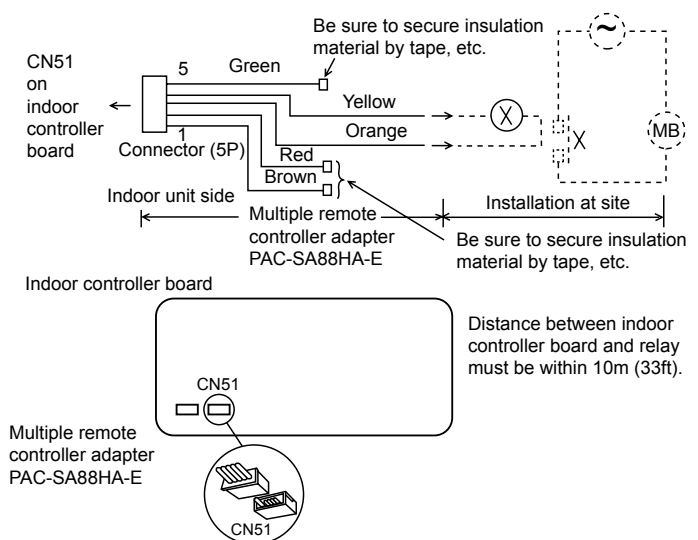 Be sure to secure insulation
material by tape, etc.
CN51
on
indoor
controller
board
5
Green
Yellow
Orange
X
X
MB
~
1
Connector (5P)
Red
Brown
Indoor unit side
Multiple remote
controller adapter
PAC-SA88HA-E
Installation at site
Be sure to secure insulation
material by tape, etc.
Indoor controller board
Distance between indoor
controller board and relay
must be within 10m (33ft).
CN51
Multiple remote
controller adapter
PAC-SA88HA-E
CN51